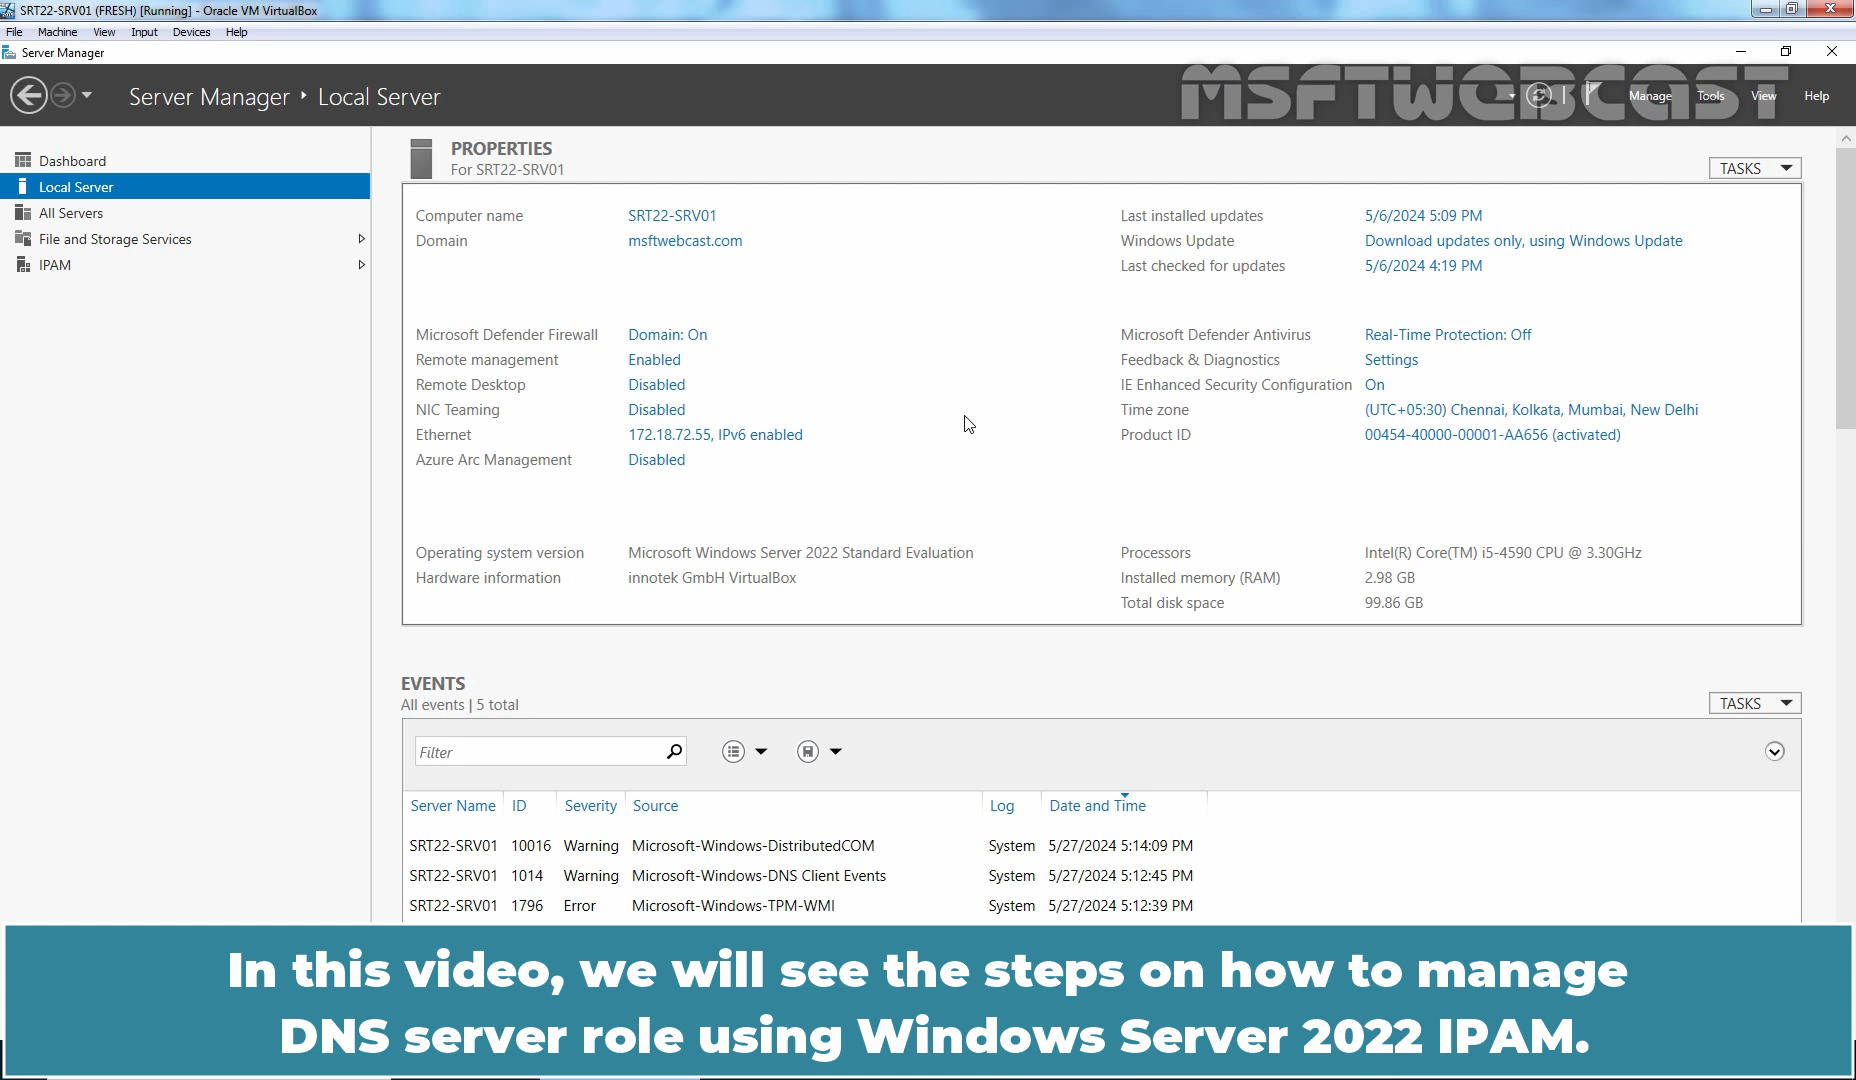 SRT22-SRV01 (FRESH) [Running] - Oracle VM VirtualBox
File Machine View Input Devices Help
Server Manager
Server Manager Local Server
MSFTWEBCAST
Manage Tools View Help
Dashboard
Local Server
All Servers
File and Storage Services
IPAM
PROPERTIES
For SRT22-SRV01
TASKS
Computer name SRT22-SRV01 Last installed updates 5/6/2024 5:09 PM
Domain msftwebcast.com Windows Update Download updates only, using Windows Update
Last checked for updates 5/6/2024 4:19 PM
Microsoft Defender Firewall Domain: On Microsoft Defender Antivirus Real-Time Protection: Off
Remote management Enabled Feedback & Diagnostics Settings
Remote Desktop Disabled IE Enhanced Security Configuration On
NIC Teaming Disabled Time zone (UTC+05:30) Chennai, Kolkata, Mumbai, New Delhi
Ethernet 172.18.72.55, IPv6 enabled Product ID 00454-40000-00001-AA656 (activated)
Azure Arc Management Disabled
Operating system version Microsoft Windows Server 2022 Standard Evaluation Processors Intel(R) Core(TM) i5-4590 CPU @ 3.30GHz
Hardware information innotek GmbH VirtualBox Installed memory (RAM) 2.98 GB
Total disk space 99.86 GB
EVENTS
All events | 5 total
TASKS
Filter
Server Name ID Severity Source Log Date and Time
SRT22-SRV01 10016 Warning Microsoft-Windows-DistributedCOM System 5/27/2024 5:14:09 PM
SRT22-SRV01 1014 Warning Microsoft-Windows-DNS Client Events System 5/27/2024 5:12:45 PM
SRT22-SRV01 1796 Error Microsoft-Windows-TPM-WMI System 5/27/2024 5:12:39 PM
In this video, we will see the steps on how to manage
DNS server role using Windows Server 2022 IPAM.